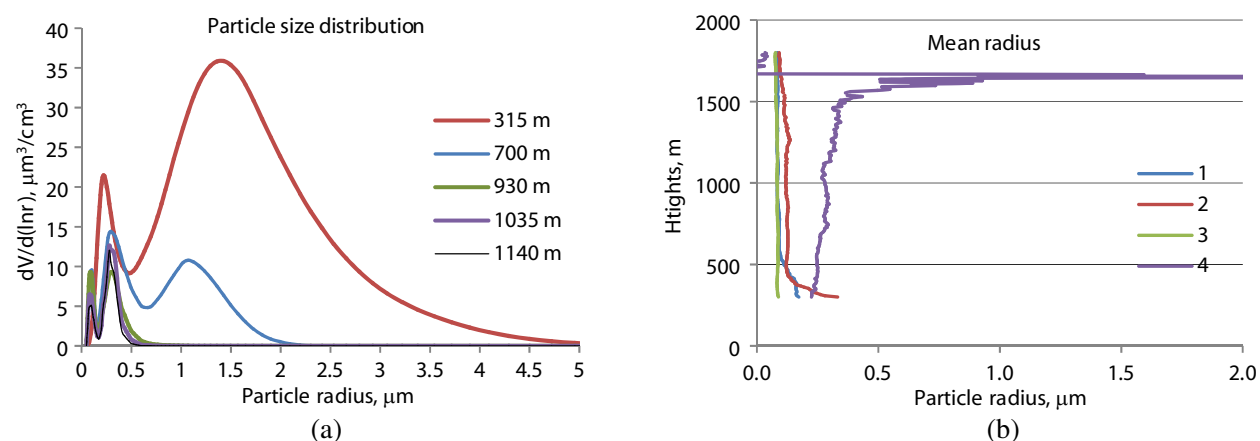 Particle size distribution
dV/d(lnr), μm³/cm³
40
35
30
25
20
15
10
5
0
315 m
700 m
930 m
1035 m
1140 m
0 0.5 1 1.5 2 2.5 3 3.5 4 4.5 5
Particle radius, μm
(a)
Mean radius
Htights, m
2000
1500
1000
500
0
1
2
3
4
0.0 0.5 1.0 1.5 2.0
Particle radius, μm
(b)